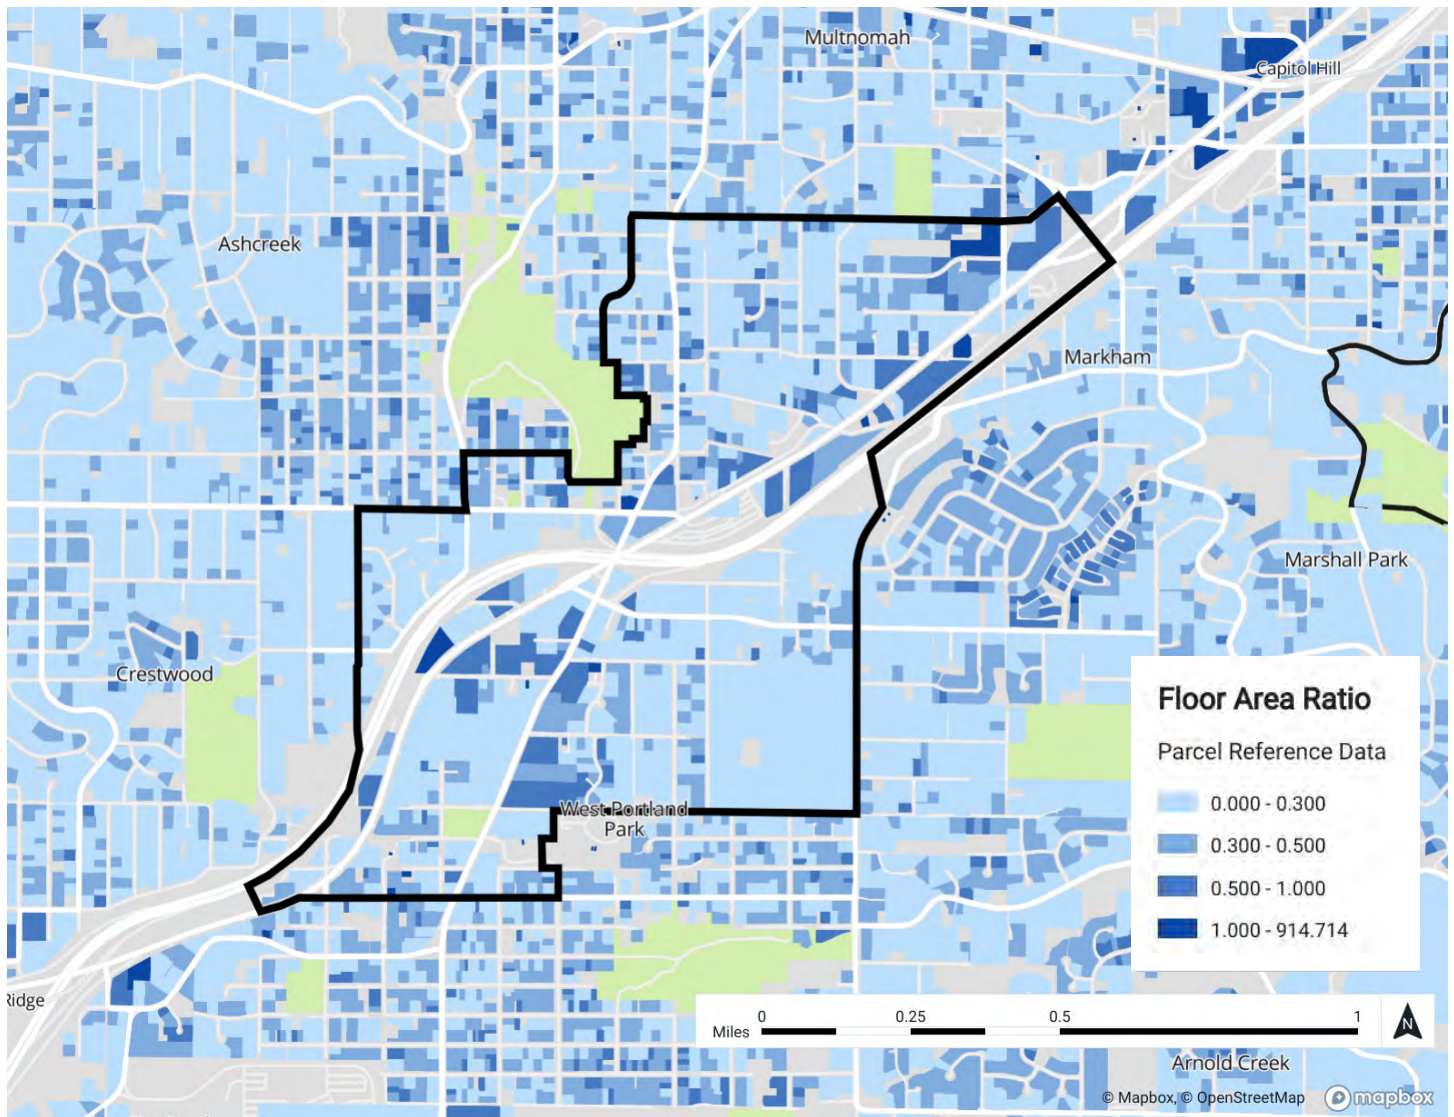 Multnomah
Capitol Hill
Ashcreek
Markham
Marshall Park
Crestwood
Floor Area Ratio
Parcel Reference Data
0.000 - 0.300
0.300 - 0.500
0.500 - 1.000
1.000 - 914.714
West Portland
Park
Ridge
0 0.25 0.5 1
Miles
N
Arnold Creek
© Mapbox, © OpenStreetMap mapbox